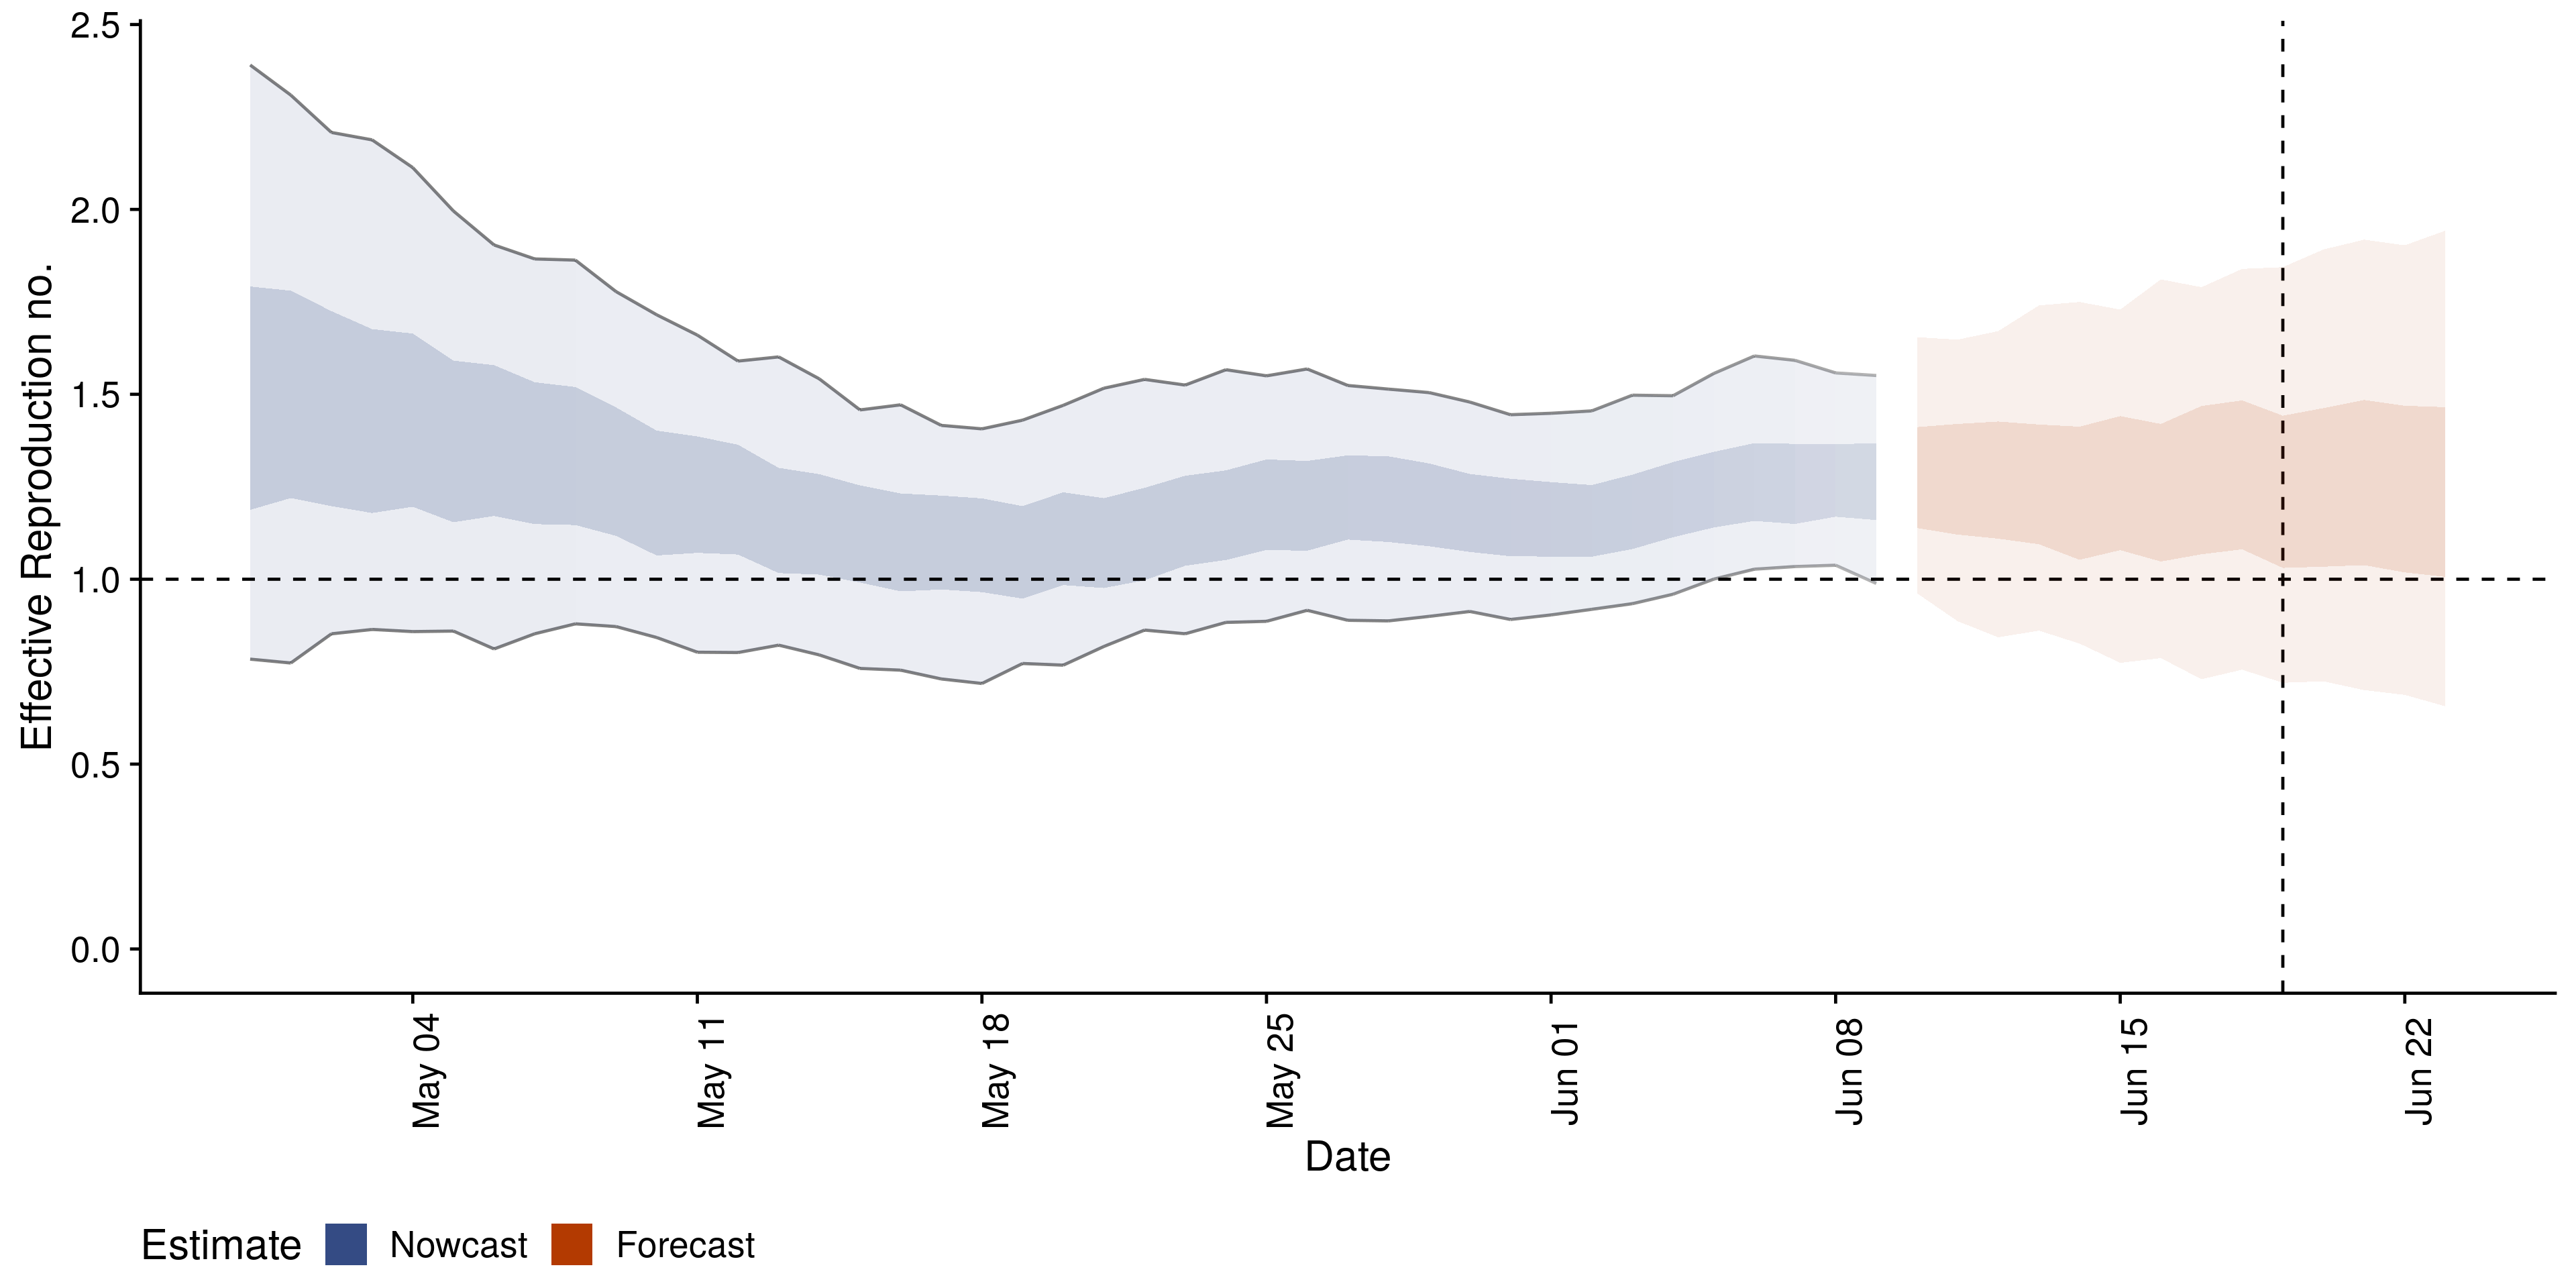 Effective Reproduction no.
2.5
2.0
1.5
1.0
0.5
0.0
May 04
May 11
May 18
May 25
Jun 01
Jun 08
Jun 15
Jun 22
Date
Estimate Nowcast Forecast